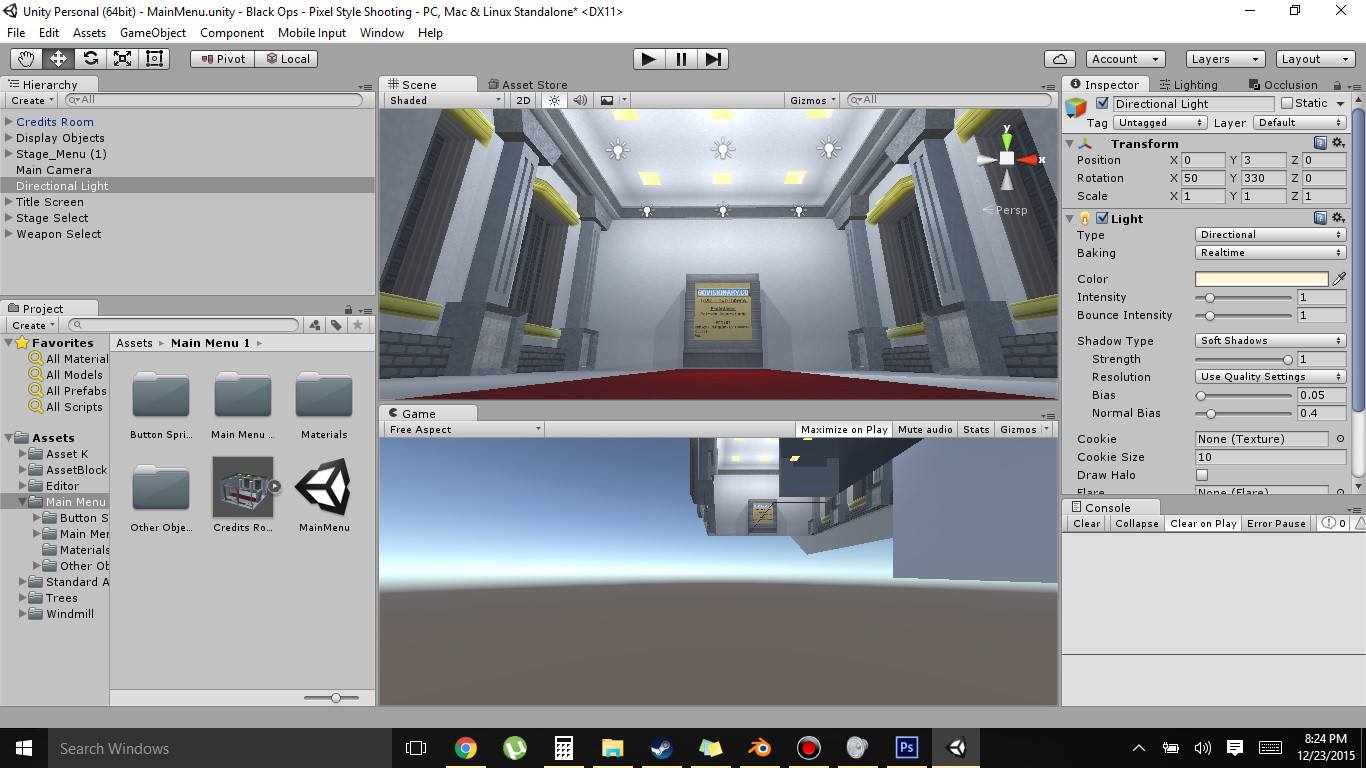 Unity Personal (64bit) - MainMenu.unity - Black Ops - Pixel Style Shooting - PC, Mac & Linux Standalone* <DX11>
File Edit Assets GameObject Component Mobile Input Window Help
Pivot Local Account Layers Layout
Hierarchy
Create All
Credits Room
Display Objects
Stage_Menu (1)
Main Camera
Directional Light
Title Screen
Stage Select
Weapon Select
Project
Create
Favorites
All Material
All Models
All Prefabs
All Scripts
Assets
Asset K
AssetBlock
Editor
Main Menu
Button S
Main Mer
Materials
Other Ob
Standard A
Trees
Windmill
Assets Main Menu 1
Button Spri...
Main Menu ...
Materials
Other Obje...
Credits Ro...
MainMenu
Scene Asset Store
Shaded 2D Gizmos All
y
x
Persp
GOVISIONARY.CO
Game
Free Aspect Maximize on Play Mute audio Stats Gizmos
Inspector Lighting Occlusion
Directional Light Static
Tag Untagged Layer Default
Transform
Position X 0 Y 3 Z 0
Rotation X 50 Y 330 Z 0
Scale X 1 Y 1 Z 1
Light
Type Directional
Baking Realtime
Color
Intensity 1
Bounce Intensity 1
Shadow Type Soft Shadows
Strength 1
Resolution Use Quality Settings
Bias 0.05
Normal Bias 0.4
Cookie None (Texture)
Cookie Size 10
Draw Halo
Flare None (Flare)
Console
Clear Collapse Clear on Play Error Pause 0
Search Windows
Ps
8:24 PM
12/23/2015